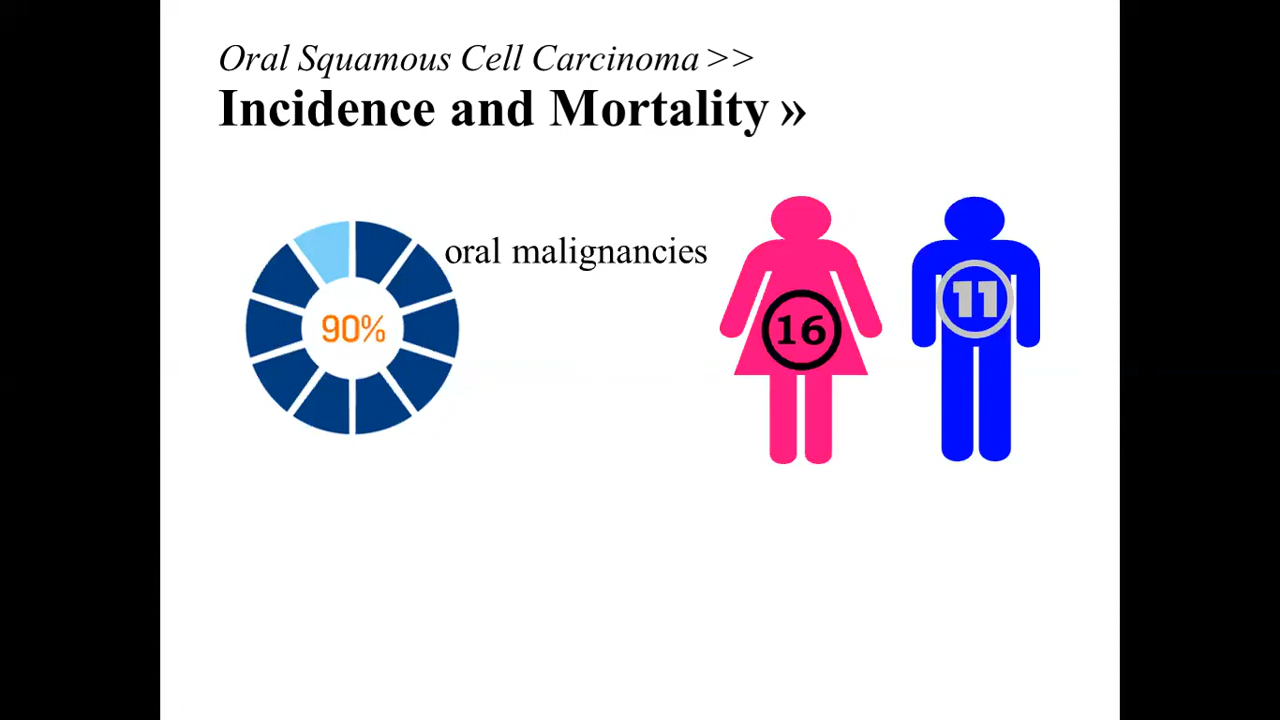 Oral Squamous Cell Carcinoma >>
Incidence and Mortality »
oral malignancies
90%
16
11